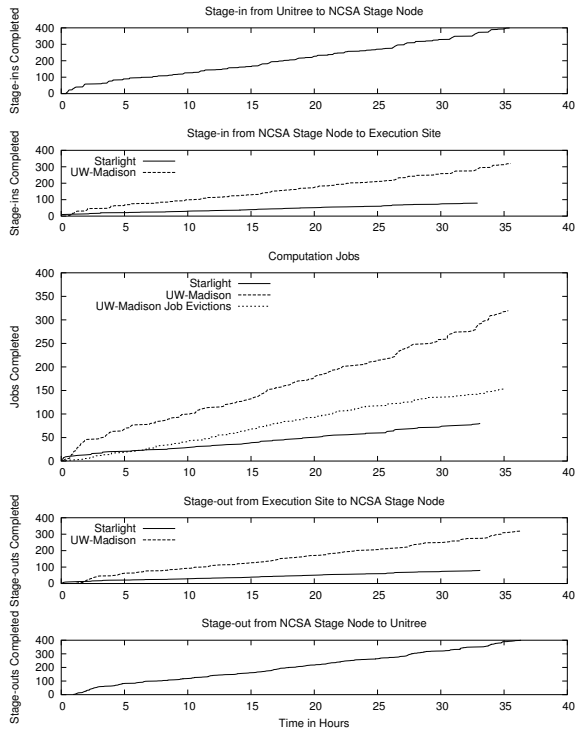 Stage-in from Unitree to NCSA Stage Node
Stage-ins Completed
400
300
200
100
0
0 5 10 15 20 25 30 35 40
Stage-in from NCSA Stage Node to Execution Site
Stage-ins Completed
400
300
200
100
0
Starlight
UW-Madison
0 5 10 15 20 25 30 35 40
Computation Jobs
Jobs Completed
400
350
300
250
200
150
100
50
0
Starlight
UW-Madison
UW-Madison Job Evictions
0 5 10 15 20 25 30 35 40
Stage-out from Execution Site to NCSA Stage Node
Stage-outs Completed
400
300
200
100
0
Starlight
UW-Madison
0 5 10 15 20 25 30 35 40
Stage-out from NCSA Stage Node to Unitree
Stage-outs Completed
400
300
200
100
0
0 5 10 15 20 25 30 35 40
Time in Hours